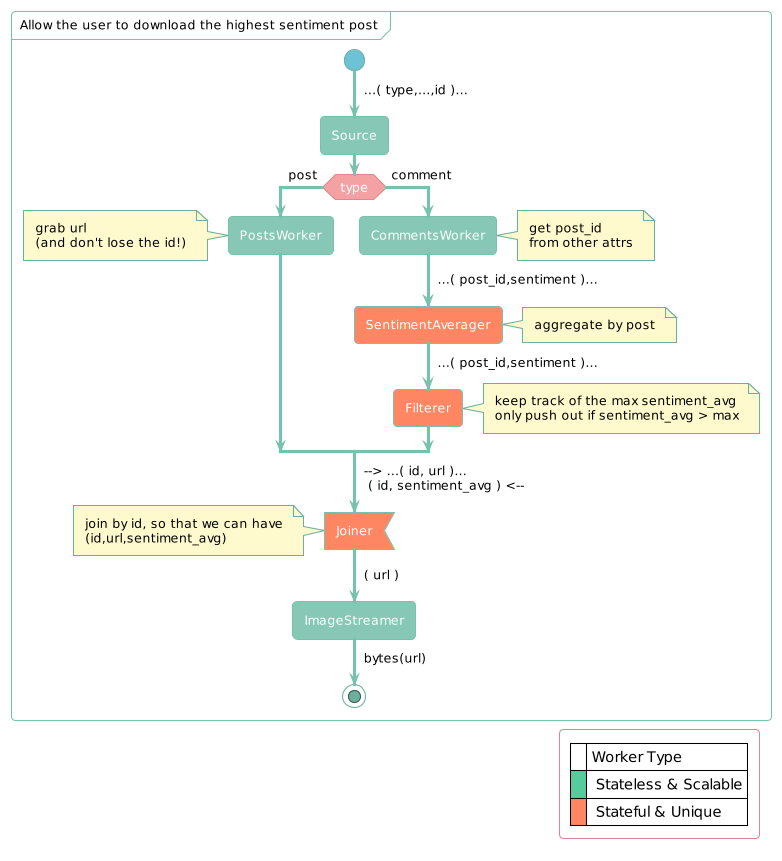 Allow the user to download the highest sentiment post
...( type,...,id )...
Source
post
type
comment
grab url
(and don't lose the id!)
PostsWorker
CommentsWorker
get post_id
from other attrs
...( post_id,sentiment )...
SentimentAverager
aggregate by post
...( post_id,sentiment )...
Filterer
keep track of the max sentiment_avg
only push out if sentiment_avg > max
--> ...( id, url )...
( id, sentiment_avg ) <--
join by id, so that we can have
(id,url,sentiment_avg)
Joiner
( url )
ImageStreamer
bytes(url)
Worker Type
Stateless & Scalable
Stateful & Unique